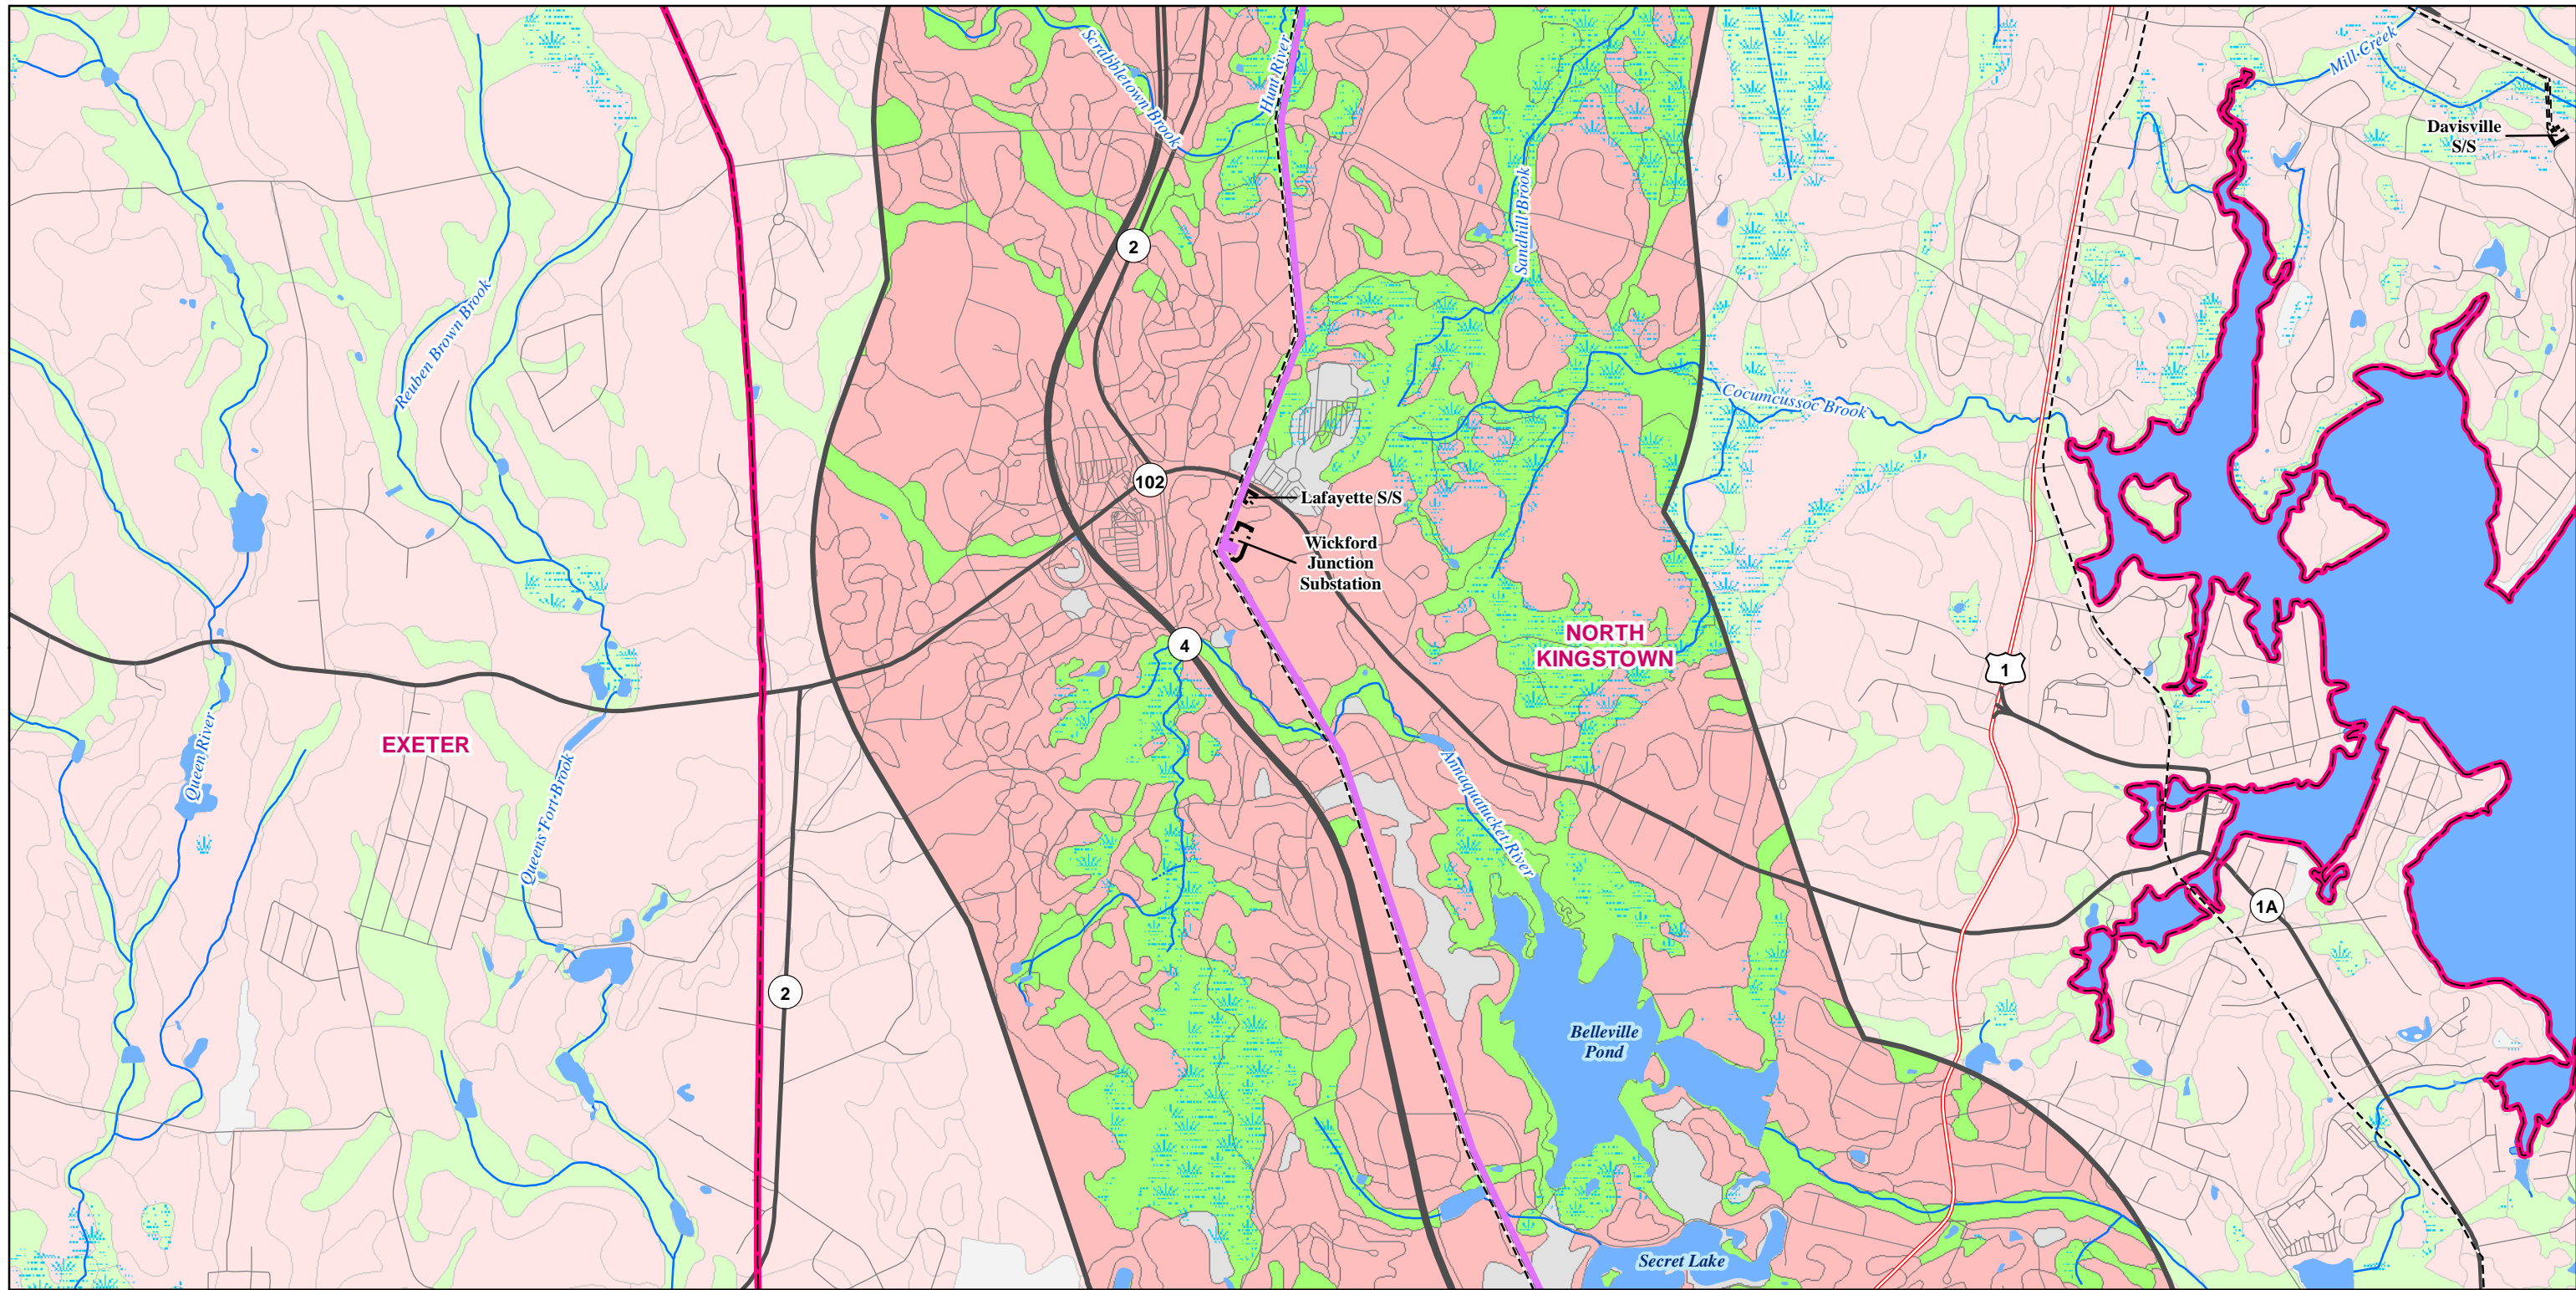 Scrabbletown Brook
Hunt River
Mill Creek
Davisville
S/S
Sandhill Brook
2
Reuben Brown Brook
Cocumcussoc Brook
102
Lafayette S/S
Wickford
Junction
Substation
NORTH
KINGSTOWN
4
1
EXETER
Queen River
Queens Fort Brook
Annaquatucket River
1A
2
Belleville
Pond
Secret Lake